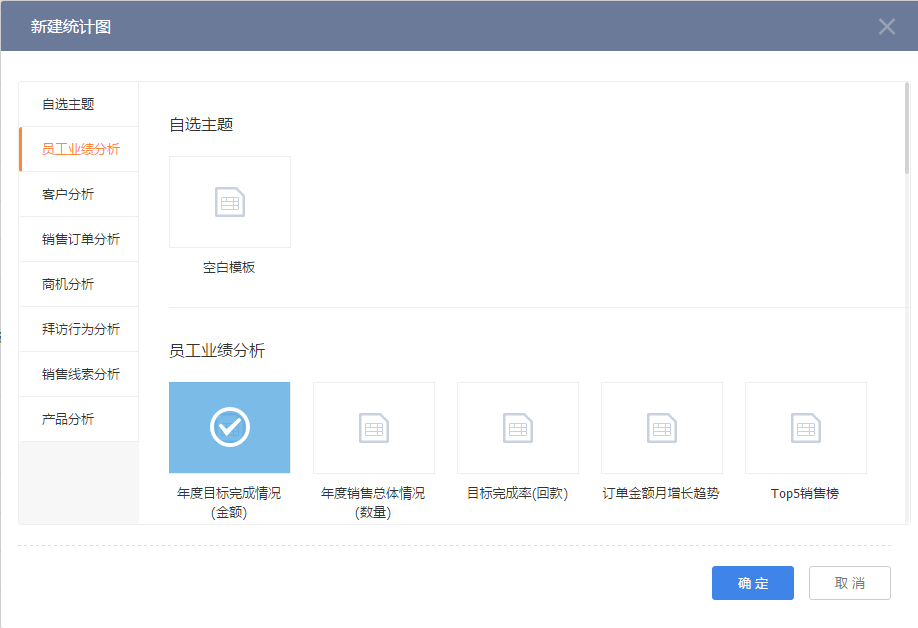 新建统计图
自选主题
员工业绩分析
客户分析
销售订单分析
商机分析
拜访行为分析
销售线索分析
产品分析
自选主题
空白模板
员工业绩分析
年度目标完成情况
(金额)
年度销售总体情况
(数量)
目标完成率(回款)
订单金额月增长趋势
Top5销售榜
确 定
取 消